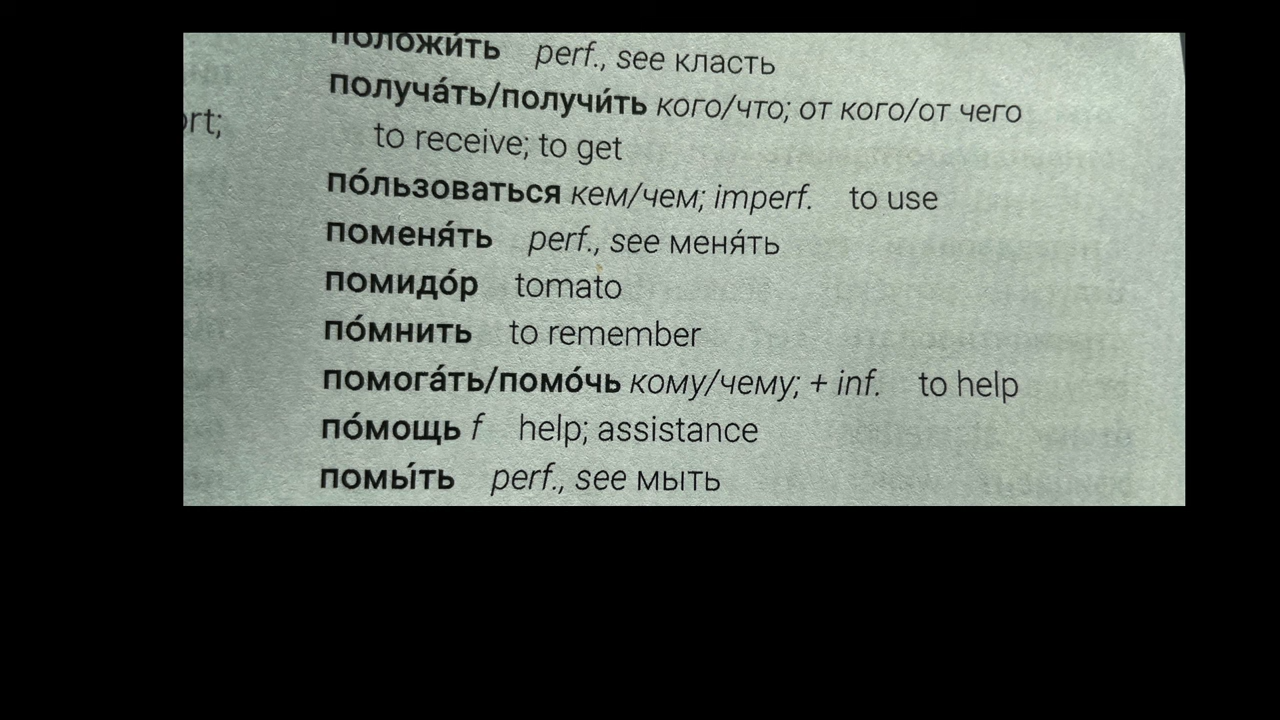 положи́ть perf., see класть
получа́ть/получи́ть кого/что; от кого/от чего
to receive; to get
по́льзоваться кем/чем; imperf. to use
поменя́ть perf., see меня́ть
помидо́р tomato
по́мнить to remember
помога́ть/помо́чь кому/чему; + inf. to help
по́мощь f help; assistance
помы́ть perf., see мыть